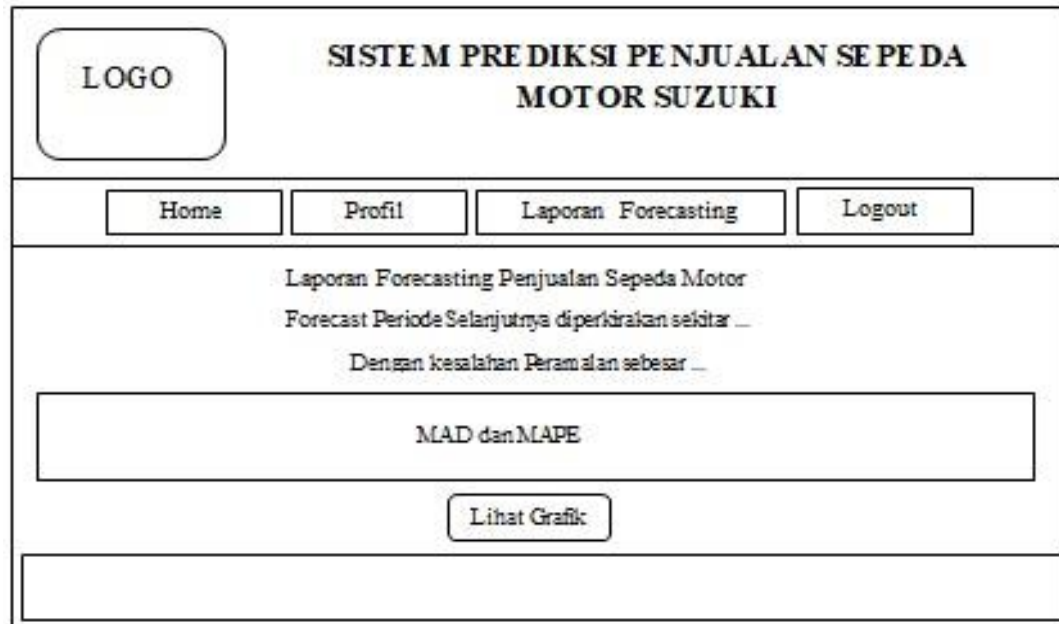 LOGO
SISTEM PREDIKSI PENJUALAN SEPEDA
MOTOR SUZUKI
Home
Profil
Laporan Forecasting
Logout
Laporan Forecasting Penjualan Sepeda Motor
Forecast Periode Selanjutnya diperkirakan sekitar ...
Dengan kesalahan Peramalan sebesar ...
MAD dan MAPE
Lihat Grafik